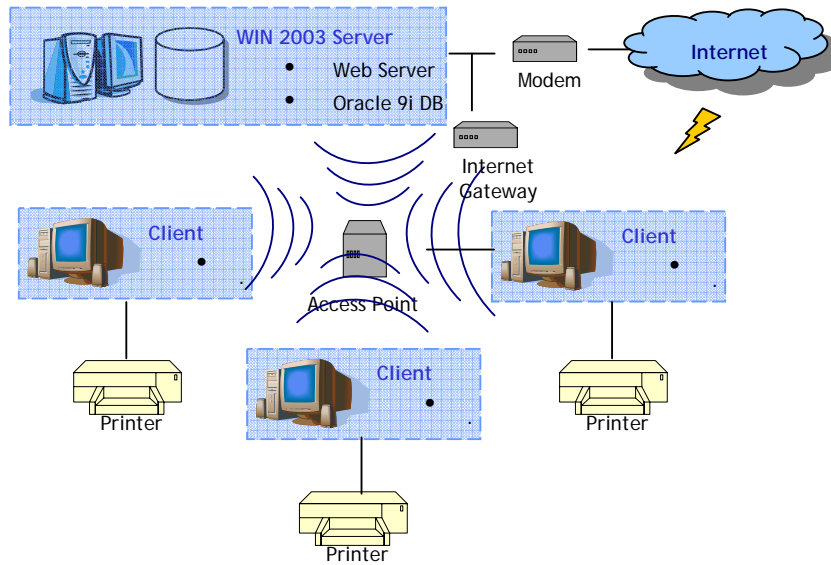 WIN 2003 Server
• Web Server
• Oracle 9i DB
Modem
Internet
Internet
Gateway
Client
•
.
Client
•
.
Access Point
Printer
Client
•
.
Printer
Printer